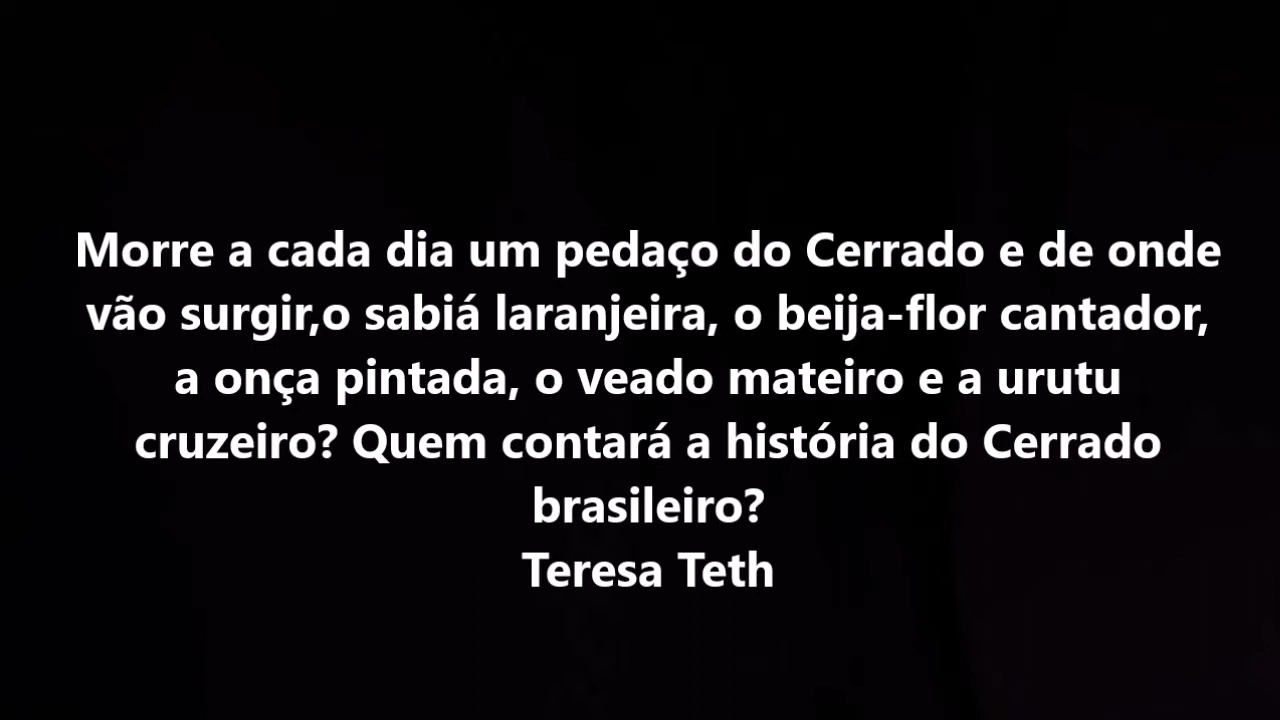 Morre a cada dia um pedaço do Cerrado e de onde
vão surgir,o sabiá laranjeira, o beija-flor cantador,
a onça pintada, o veado mateiro e a urutu
cruzeiro? Quem contará a história do Cerrado
brasileiro?
Teresa Teth